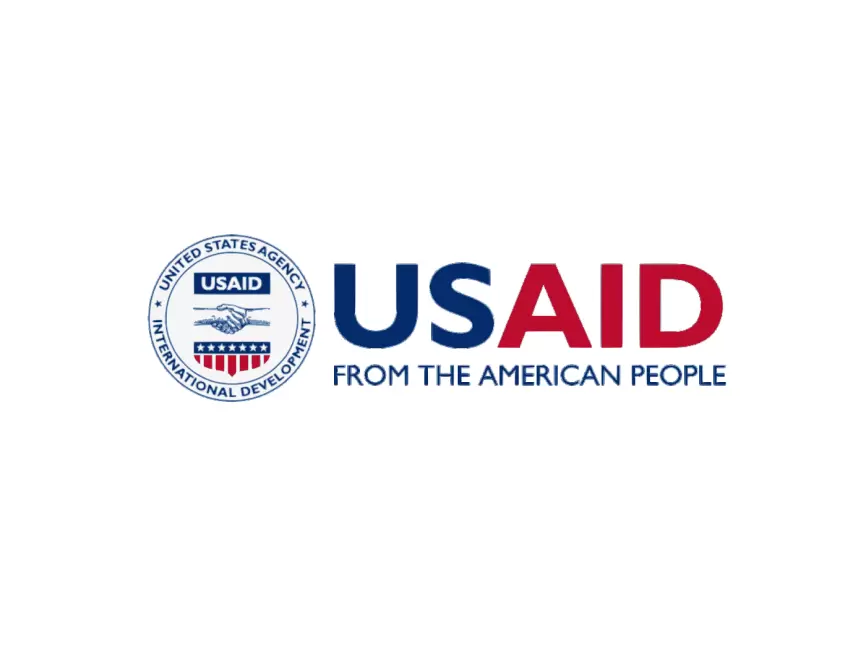 UNITED STATES AGENCY
USAID
INTERNATIONAL DEVELOPMENT
USAID
FROM THE AMERICAN PEOPLE